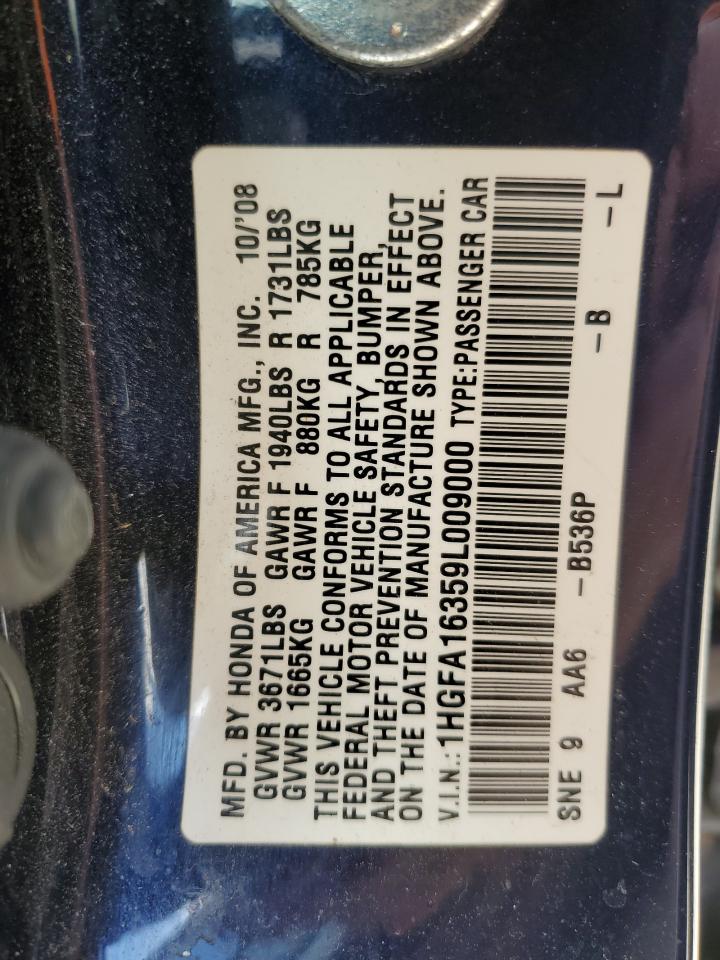 MFD. BY HONDA OF AMERICA MFG., INC. 10/'08
GVWR 3671LBS GAWR F 1940LBS R 1731LBS
GVWR 1665KG GAWR F 880KG R 785KG
THIS VEHICLE CONFORMS TO ALL APPLICABLE
FEDERAL MOTOR VEHICLE SAFETY, BUMPER,
AND THEFT PREVENTION STANDARDS IN EFFECT
ON THE DATE OF MANUFACTURE SHOWN ABOVE.
V.I.N.: 1HGFA16359L009000 TYPE:PASSENGER CAR
SNE 9 AA6 -B536P -B -L